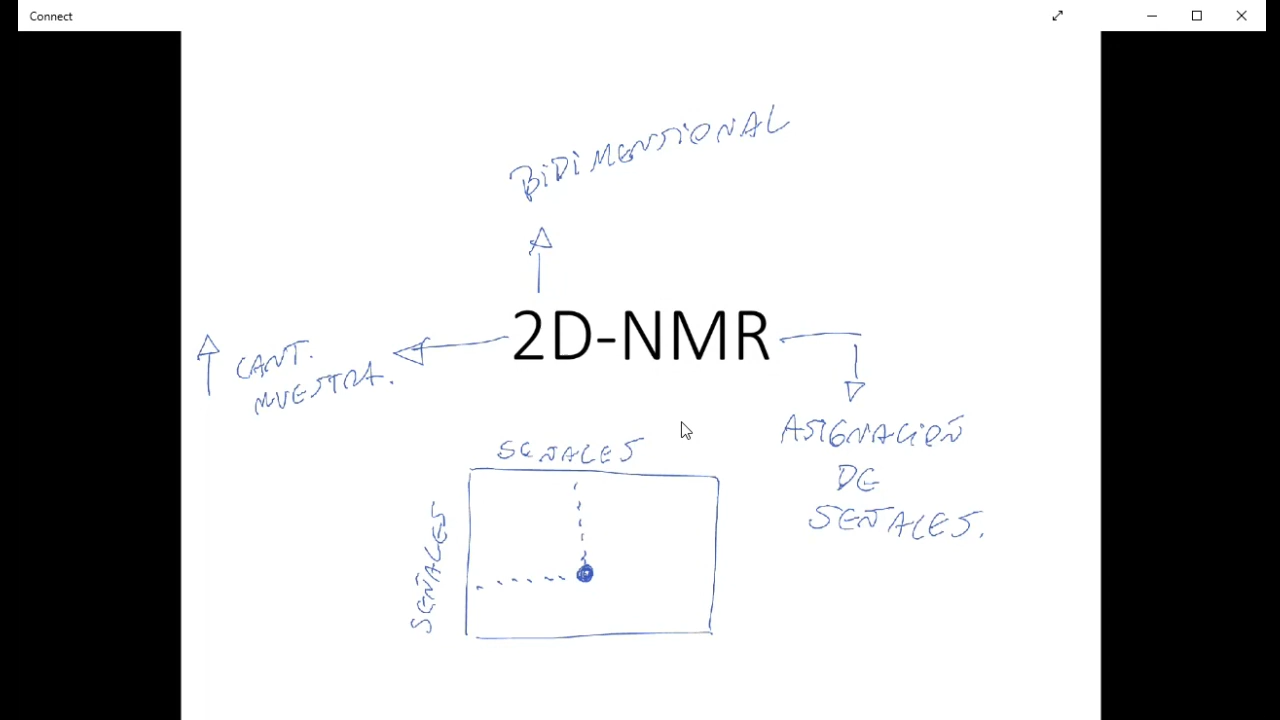 Connect
BIDIMENSIONAL
2D-NMR
↑ CANT.
MUESTRA.
ASIGNACIÓN
DE
SEÑALES.
SEÑALES
SEÑALES